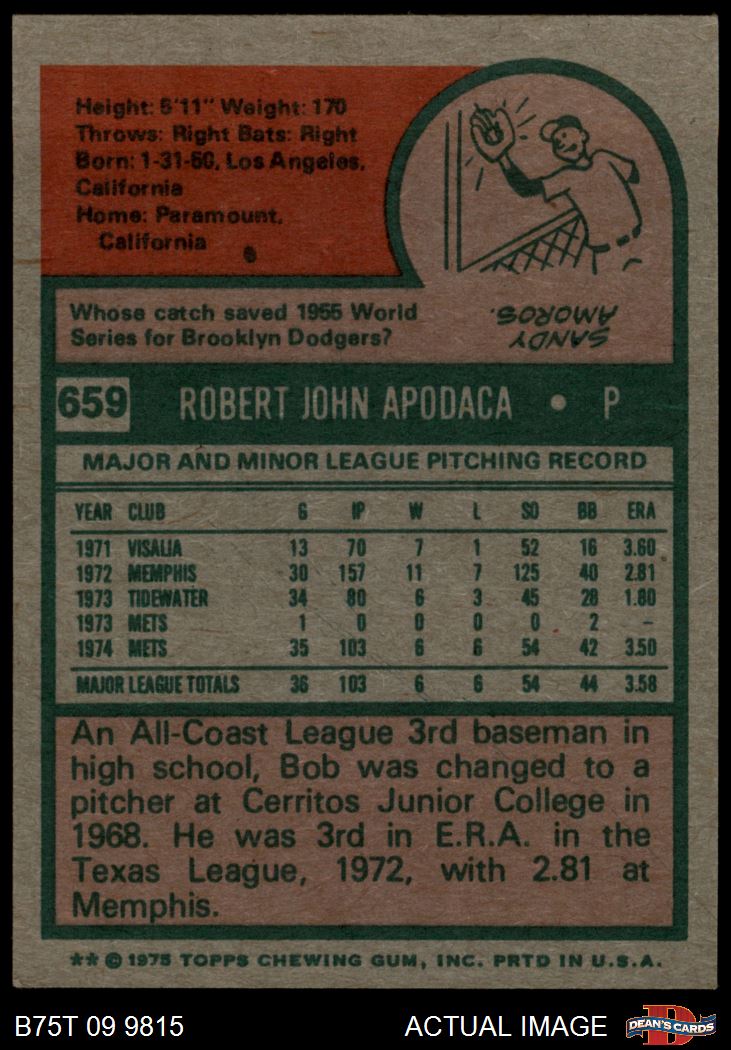 Height: 5'11" Weight: 170
Throws: Right Bats: Right
Born: 1-31-50, Los Angeles,
California
Home: Paramount,
California
Whose catch saved 1955 World
Series for Brooklyn Dodgers?
SANDY
AMOROS.
659 ROBERT JOHN APODACA • P
MAJOR AND MINOR LEAGUE PITCHING RECORD
YEAR CLUB G IP W L SO BB ERA
1971 VISALIA 13 70 7 1 52 16 3.60
1972 MEMPHIS 30 157 11 7 125 40 2.81
1973 TIDEWATER 34 80 6 3 45 28 1.80
1973 METS 1 0 0 0 0 2 -
1974 METS 35 103 6 6 54 42 3.50
MAJOR LEAGUE TOTALS 36 103 6 6 54 44 3.58
An All-Coast League 3rd baseman in
high school, Bob was changed to a
pitcher at Cerritos Junior College in
1968. He was 3rd in E.R.A. in the
Texas League, 1972, with 2.81 at
Memphis.
** © 1975 TOPPS CHEWING GUM, INC. PRTD IN U.S.A.
B75T 09 9815 ACTUAL IMAGE DEAN'S CARDS